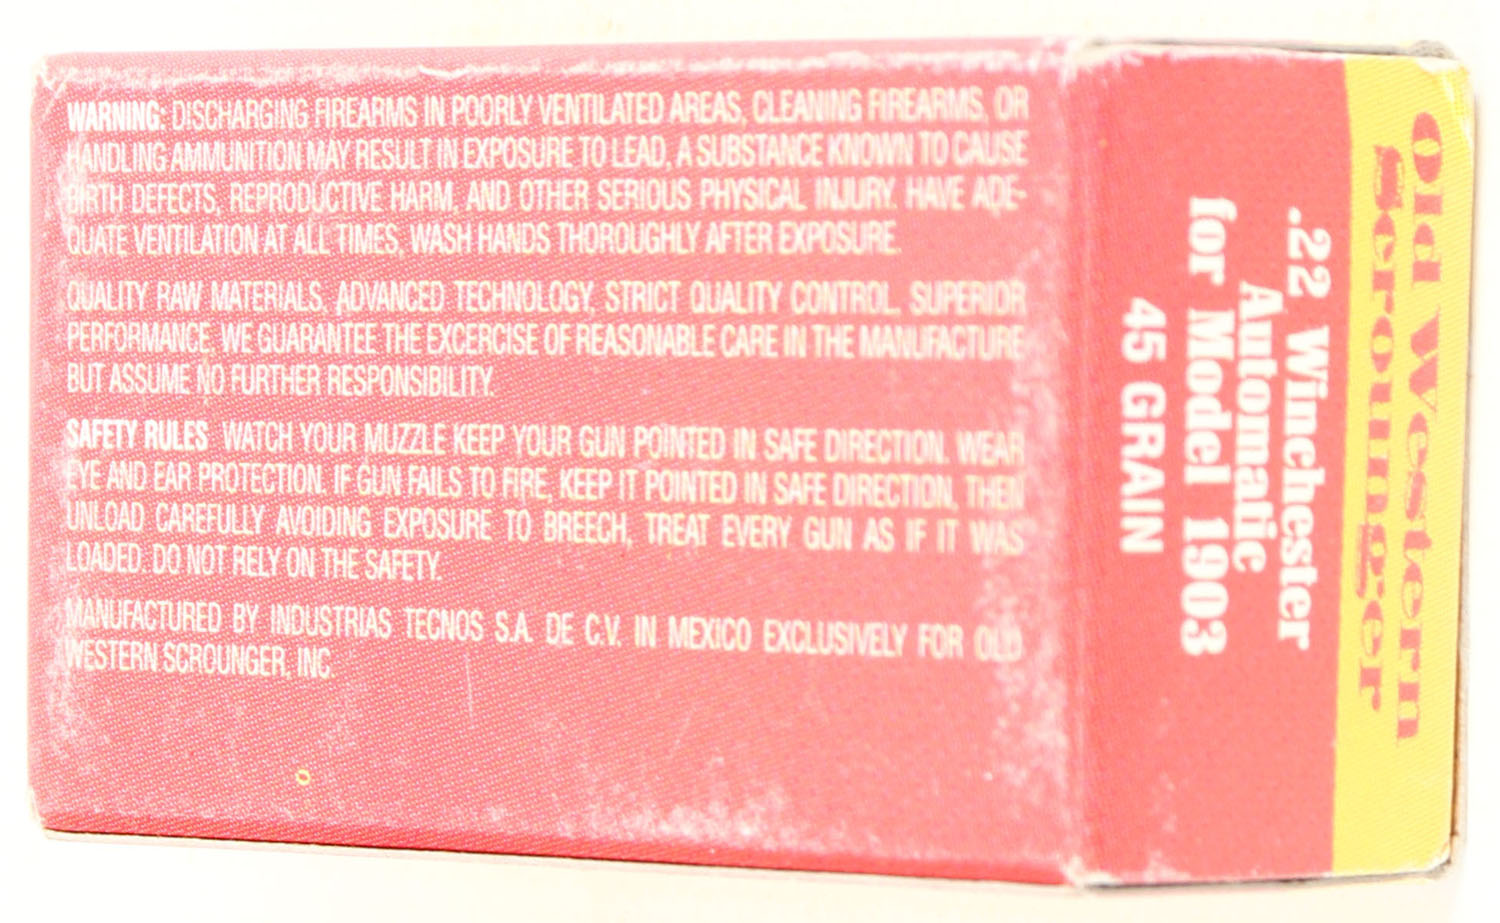 WARNING: DISCHARGING FIREARMS IN POORLY VENTILATED AREAS, CLEANING FIREARMS, OR
HANDLING AMMUNITION MAY RESULT IN EXPOSURE TO LEAD, A SUBSTANCE KNOWN TO CAUSE
BIRTH DEFECTS, REPRODUCTIVE HARM, AND OTHER SERIOUS PHYSICAL INJURY. HAVE ADE-
QUATE VENTILATION AT ALL TIMES, WASH HANDS THOROUGHLY AFTER EXPOSURE.
QUALITY RAW MATERIALS, ADVANCED TECHNOLOGY, STRICT QUALITY CONTROL. SUPERIOR
PERFORMANCE. WE GUARANTEE THE EXCERCISE OF REASONABLE CARE IN THE MANUFACTURE
BUT ASSUME NO FURTHER RESPONSIBILITY.
SAFETY RULES WATCH YOUR MUZZLE KEEP YOUR GUN POINTED IN SAFE DIRECTION. WEAR
EYE AND EAR PROTECTION. IF GUN FAILS TO FIRE, KEEP IT POINTED IN SAFE DIRECTION, THEN
UNLOAD CAREFULLY AVOIDING EXPOSURE TO BREECH, TREAT EVERY GUN AS IF IT WAS
LOADED. DO NOT RELY ON THE SAFETY.
MANUFACTURED BY INDUSTRIAS TECNOS S.A. DE C.V. IN MEXICO EXCLUSIVELY FOR OLD
WESTERN SCROUNGER, INC.
Old Western
Scrounger
.22 Winchester
Automatic
for Model 1903
45 GRAIN